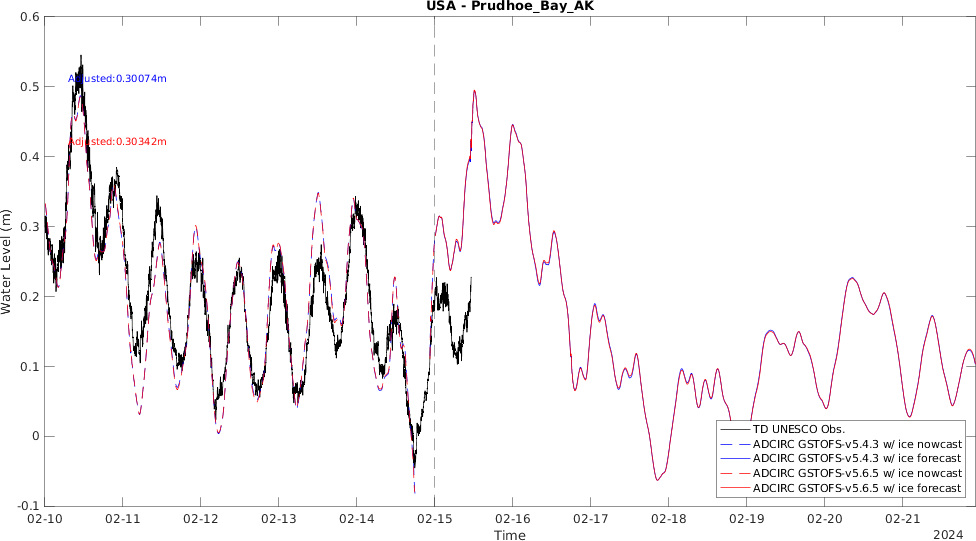 USA - Prudhoe_Bay_AK
0.6
0.5
0.4
0.3
0.2
0.1
0
-0.1
Water Level (m)
Adjusted:0.30074m
Adjusted:0.30342m
TD UNESCO Obs.
ADCIRC GSTOFS-v5.4.3 w/ ice nowcast
ADCIRC GSTOFS-v5.4.3 w/ ice forecast
ADCIRC GSTOFS-v5.6.5 w/ ice nowcast
ADCIRC GSTOFS-v5.6.5 w/ ice forecast
02-10 02-11 02-12 02-13 02-14 02-15 02-16 02-17 02-18 02-19 02-20 02-21
Time
2024